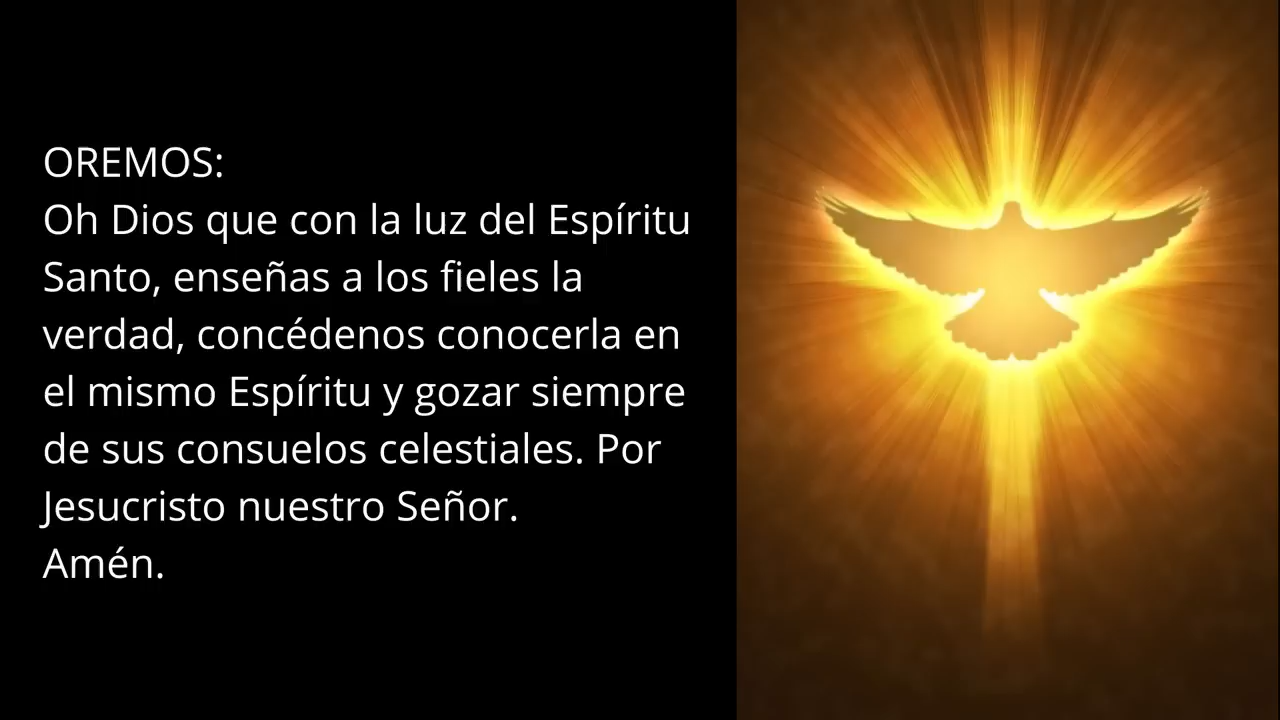 OREMOS:
Oh Dios que con la luz del Espíritu
Santo, enseñas a los fieles la
verdad, concédenos conocerla en
el mismo Espíritu y gozar siempre
de sus consuelos celestiales. Por
Jesucristo nuestro Señor.
Amén.